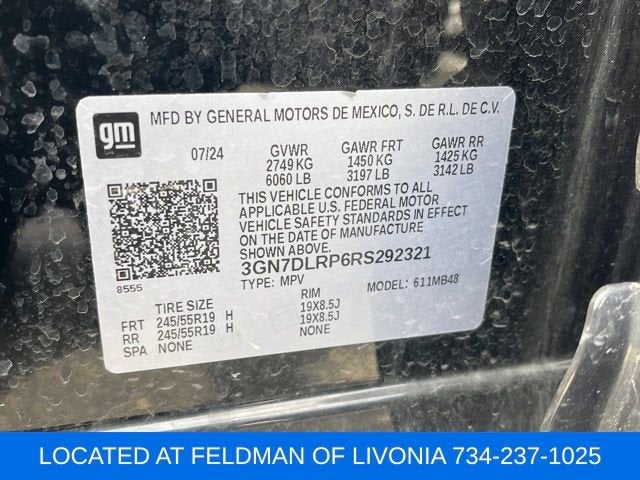 gm
MFD BY GENERAL MOTORS DE MEXICO, S. DE R.L. DE C.V.
07/24 GVWR GAWR FRT GAWR RR
2749 KG 1450 KG 1425 KG
6060 LB 3197 LB 3142 LB
THIS VEHICLE CONFORMS TO ALL
APPLICABLE U.S. FEDERAL MOTOR
VEHICLE SAFETY STANDARDS IN EFFECT
ON THE DATE OF MANUFACTURE
SHOWN ABOVE.
3GN7DLRP6RS292321
8555 TYPE: MPV MODEL: 611MB48
TIRE SIZE RIM
FRT 245/55R19 H 19X8.5J
RR 245/55R19 H 19X8.5J
SPA NONE NONE
LOCATED AT FELDMAN OF LIVONIA 734-237-1025